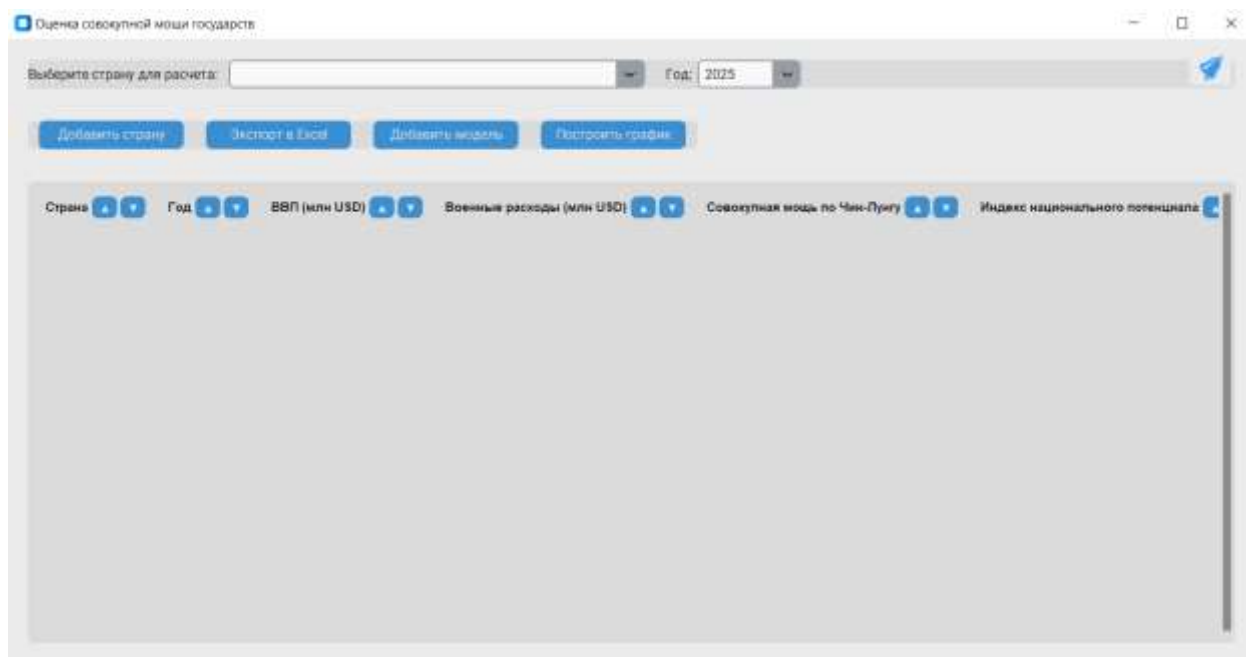 Оценка совокупной мощи государств
Выберите страну для расчета: Год: 2025
Добавить страну Экспорт в Excel Добавить модель Построить график
Страна ▲ ▼ Год ▲ ▼ ВВП (млн USD) ▲ ▼ Военные расходы (млн USD) ▲ ▼ Совокупная мощь по Чин-Лунгу ▲ ▼ Индекс национального потенциала ▲